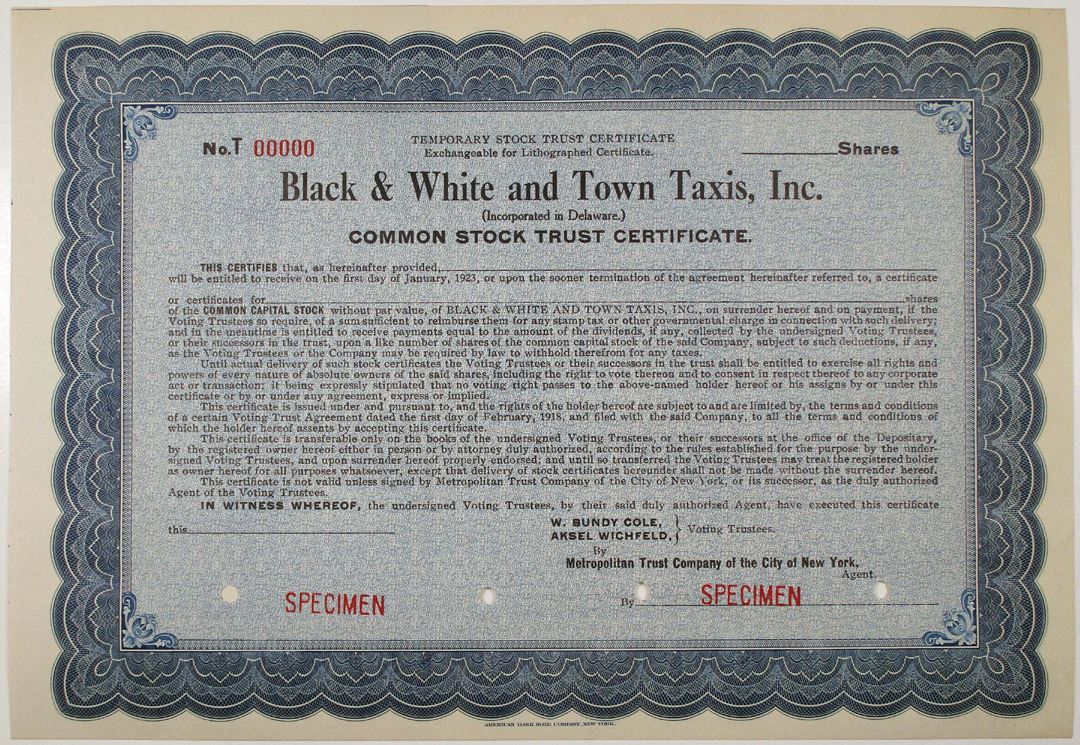 No. T 00000
TEMPORARY STOCK TRUST CERTIFICATE
Exchangeable for Lithographed Certificate.
Shares
Black & White and Town Taxis, Inc.
(Incorporated in Delaware.)
COMMON STOCK TRUST CERTIFICATE.
THIS CERTIFIES that, as hereinafter provided,
will be entitled to receive on the first day of January, 1923, or upon the sooner termination of the agreement hereinafter referred to, a certificate
or certificates for shares
of the COMMON CAPITAL STOCK without par value, of BLACK & WHITE AND TOWN TAXIS, INC., on surrender hereof and on payment, if the
Voting Trustees so require, of a sum sufficient to reimburse them for any stamp tax or other governmental charge in connection with such delivery;
and in the meantime is entitled to receive payments equal to the amount of the dividends, if any, collected by the undersigned Voting Trustees,
or their successors in the trust, upon a like number of shares of the common capital stock of the said Company, subject to such deductions, if any,
as the Voting Trustees or the Company may be required by law to withhold therefrom for any taxes.
Until actual delivery of such stock certificates the Voting Trustees or their successors in the trust shall be entitled to exercise all rights and
powers of every nature of absolute owners of the said shares, including the right to vote thereon and to consent in respect thereof to any corporate
act or transaction; it being expressly stipulated that no voting right passes to the above-named holder hereof or his assigns by or under this
certificate or by or under any agreement, express or implied.
This certificate is issued under and pursuant to, and the rights of the holder hereof are subject to and are limited by, the terms and conditions
of a certain Voting Trust Agreement dated the first day of February, 1918, and filed with the said Company, to all the terms and conditions of
which the holder hereof assents by accepting this certificate.
This certificate is transferable only on the books of the undersigned Voting Trustees, or their successors at the office of the Depositary,
by the registered owner hereof either in person or by attorney duly authorized, according to the rules established for the purpose by the under-
signed Voting Trustees, and upon surrender hereof properly endorsed; and until so transferred the Voting Trustees may treat the registered holder
as owner hereof for all purposes whatsoever, except that delivery of stock certificates hereunder shall not be made without the surrender hereof.
This certificate is not valid unless signed by Metropolitan Trust Company of the City of New York, or its successor, as the duly authorized
Agent of the Voting Trustees.
IN WITNESS WHEREOF, the undersigned Voting Trustees, by their said duly authorized Agent, have executed this certificate
this
W. BUNDY COLE,
AKSEL WICHFELD,
Voting Trustees.
By
Metropolitan Trust Company of the City of New York,
Agent.
SPECIMEN
By SPECIMEN
AMERICAN BANK NOTE COMPANY, NEW YORK.